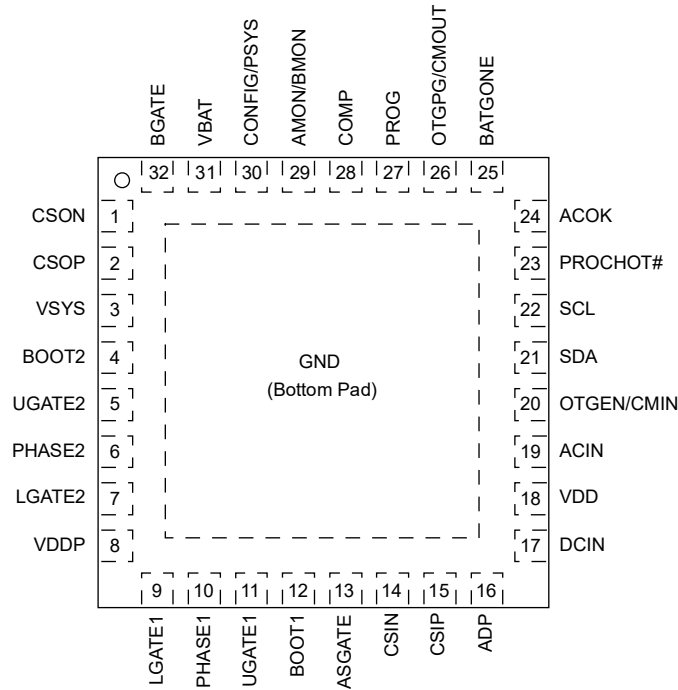 BGATE
VBAT
CONFIG/PSYS
AMON/BMON
COMP
PROG
OTGPG/CMOUT
BATGONE
32 31 30 29 28 27 26 25
CSON 1
CSOP 2
VSYS 3
BOOT2 4
UGATE2 5
PHASE2 6
LGATE2 7
VDDP 8
GND
(Bottom Pad)
24 ACOK
23 PROCHOT#
22 SCL
21 SDA
20 OTGEN/CMIN
19 ACIN
18 VDD
17 DCIN
9 10 11 12 13 14 15 16
LGATE1
PHASE1
UGATE1
BOOT1
ASGATE
CSIN
CSIP
ADP